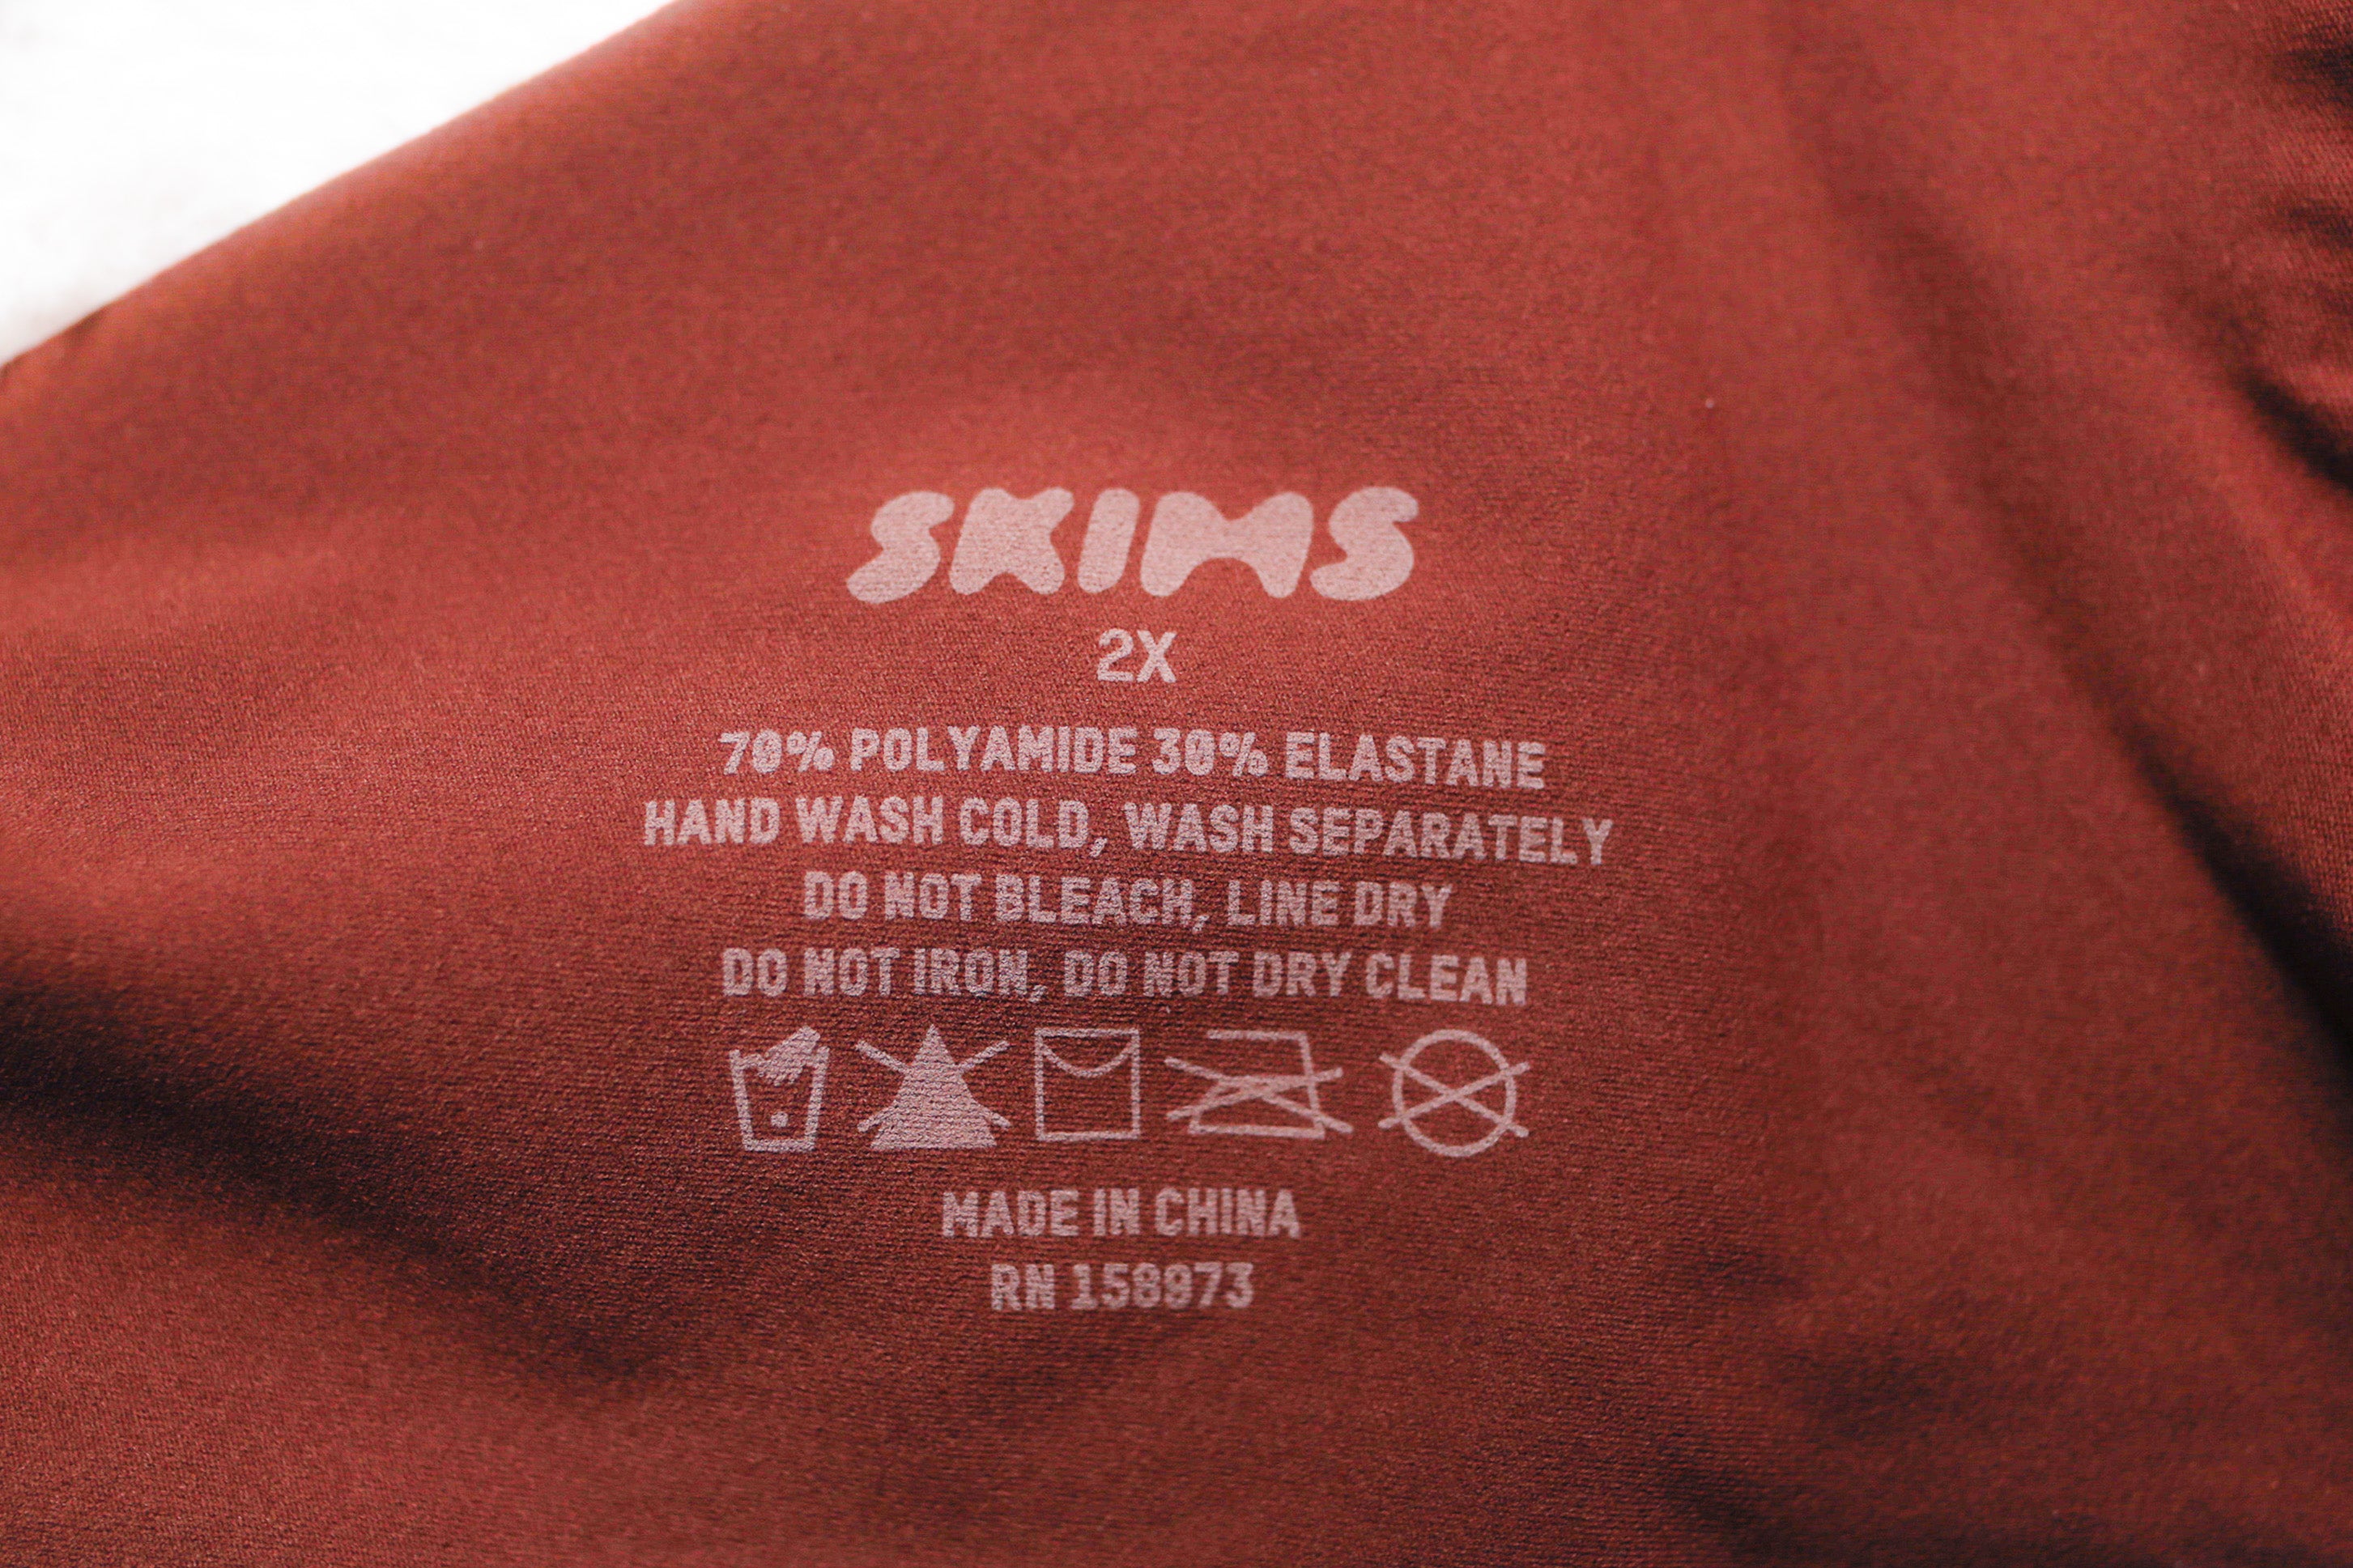 SKIMS
2X
70% POLYAMIDE 30% ELASTANE
HAND WASH COLD, WASH SEPARATELY
DO NOT BLEACH, LINE DRY
DO NOT IRON, DO NOT DRY CLEAN
MADE IN CHINA
RN 158973